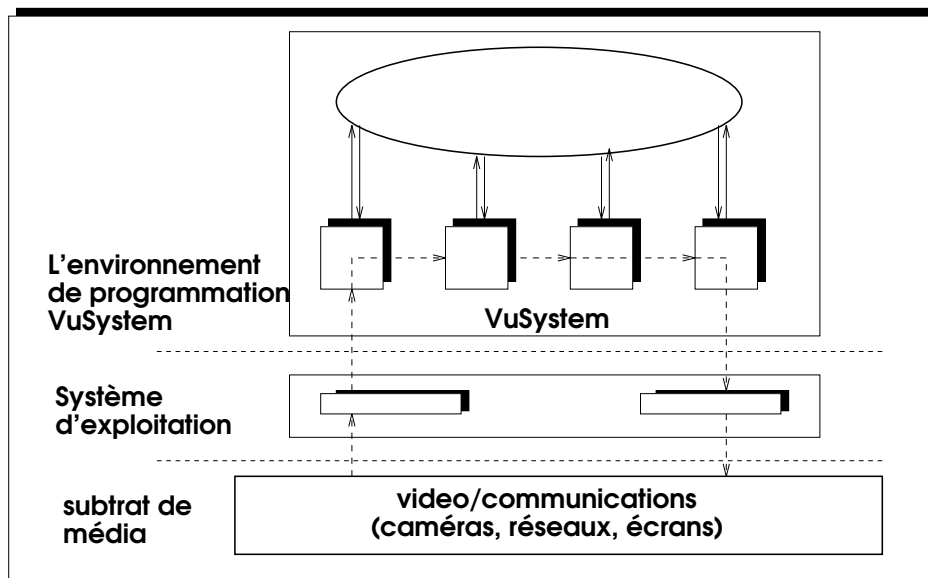 L'environnement
de programmation
VuSystem
VuSystem
Système
d'exploitation
subtrat de
média
video/communications
(caméras, réseaux, écrans)